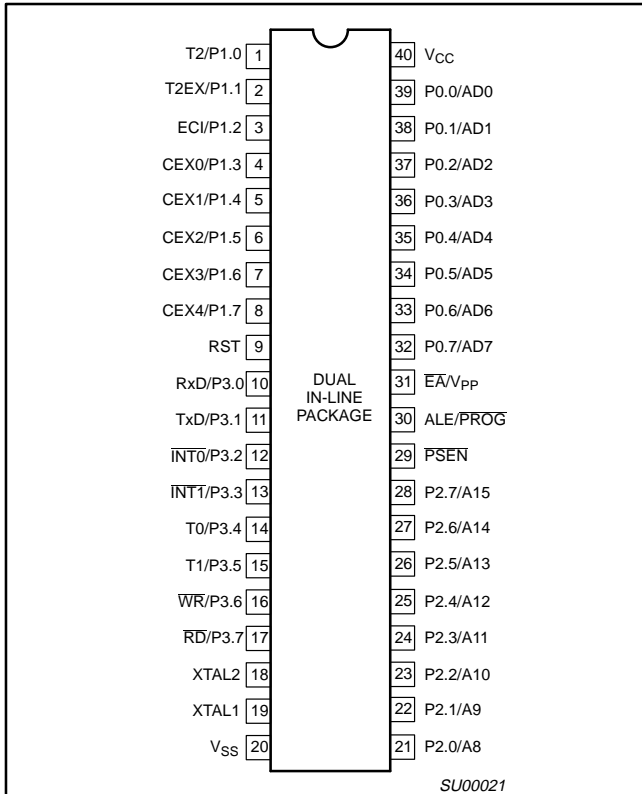 T2/P1.0 1 40 VCC
T2EX/P1.1 2 39 P0.0/AD0
ECI/P1.2 3 38 P0.1/AD1
CEX0/P1.3 4 37 P0.2/AD2
CEX1/P1.4 5 36 P0.3/AD3
CEX2/P1.5 6 35 P0.4/AD4
CEX3/P1.6 7 34 P0.5/AD5
CEX4/P1.7 8 33 P0.6/AD6
RST 9 32 P0.7/AD7
RxD/P3.0 10 31 E̅A̅/VPP
TxD/P3.1 11 30 ALE/P̅R̅O̅G̅
I̅N̅T̅0̅/P3.2 12 29 P̅S̅E̅N̅
I̅N̅T̅1̅/P3.3 13 28 P2.7/A15
T0/P3.4 14 27 P2.6/A14
T1/P3.5 15 26 P2.5/A13
W̅R̅/P3.6 16 25 P2.4/A12
R̅D̅/P3.7 17 24 P2.3/A11
XTAL2 18 23 P2.2/A10
XTAL1 19 22 P2.1/A9
VSS 20 21 P2.0/A8
DUAL
IN-LINE
PACKAGE
SU00021